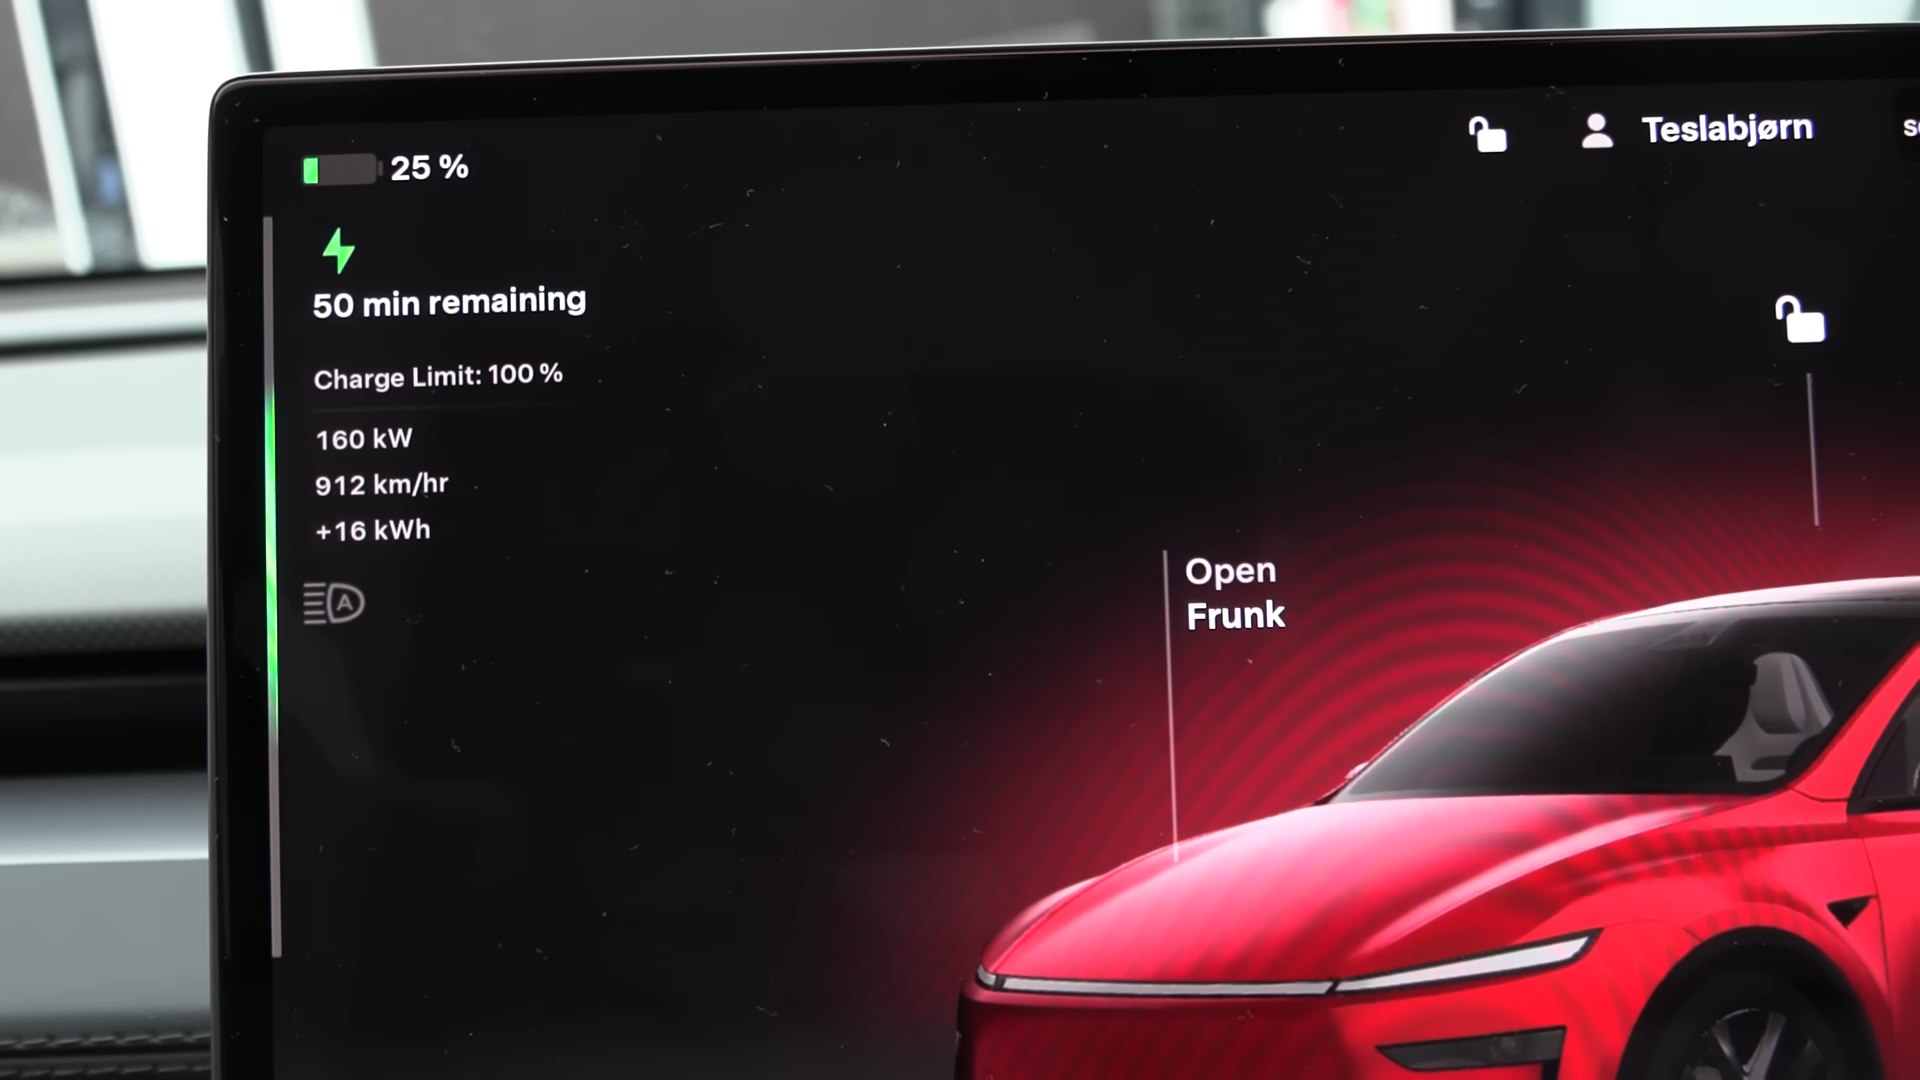 25 %
Teslabjørn
50 min remaining
Charge Limit: 100 %
160 kW
912 km/hr
+16 kWh
A
Open
Frunk